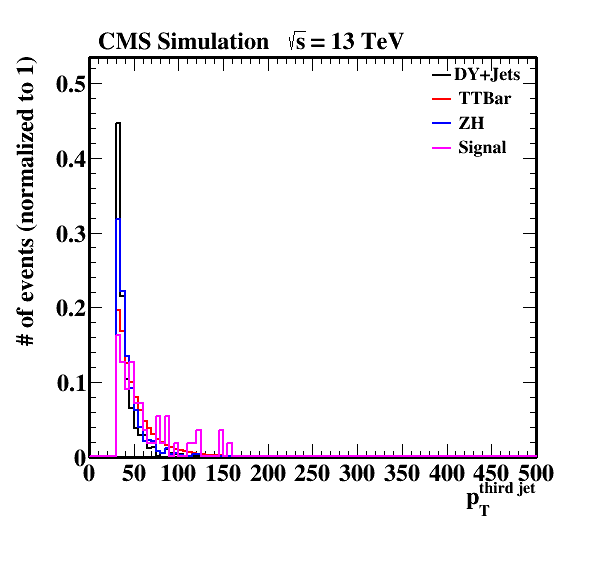 CMS Simulation √s = 13 TeV
# of events (normalized to 1)
0.5
0.4
0.3
0.2
0.1
0
DY+Jets
TTBar
ZH
Signal
0 50 100 150 200 250 300 350 400 450 500
p_T^third jet